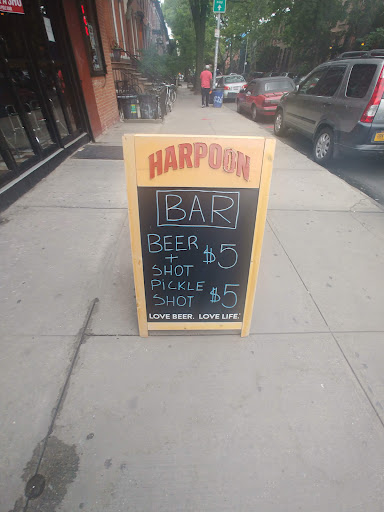 HARPOON
BAR
BEER
+
SHOT $5
PICKLE
SHOT $5
LOVE BEER. LOVE LIFE.